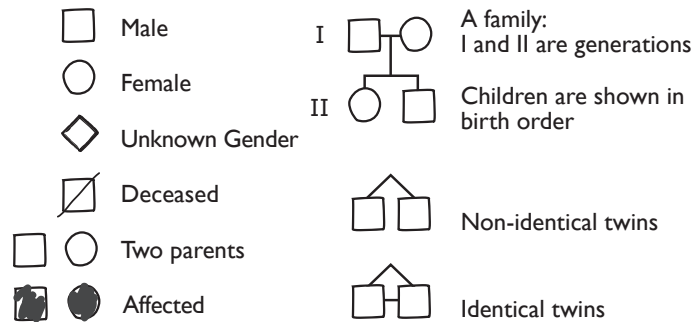 Male
Female
Unknown Gender
Deceased
Two parents
Affected
I
A family:
I and II are generations
II
Children are shown in
birth order
Non-identical twins
Identical twins